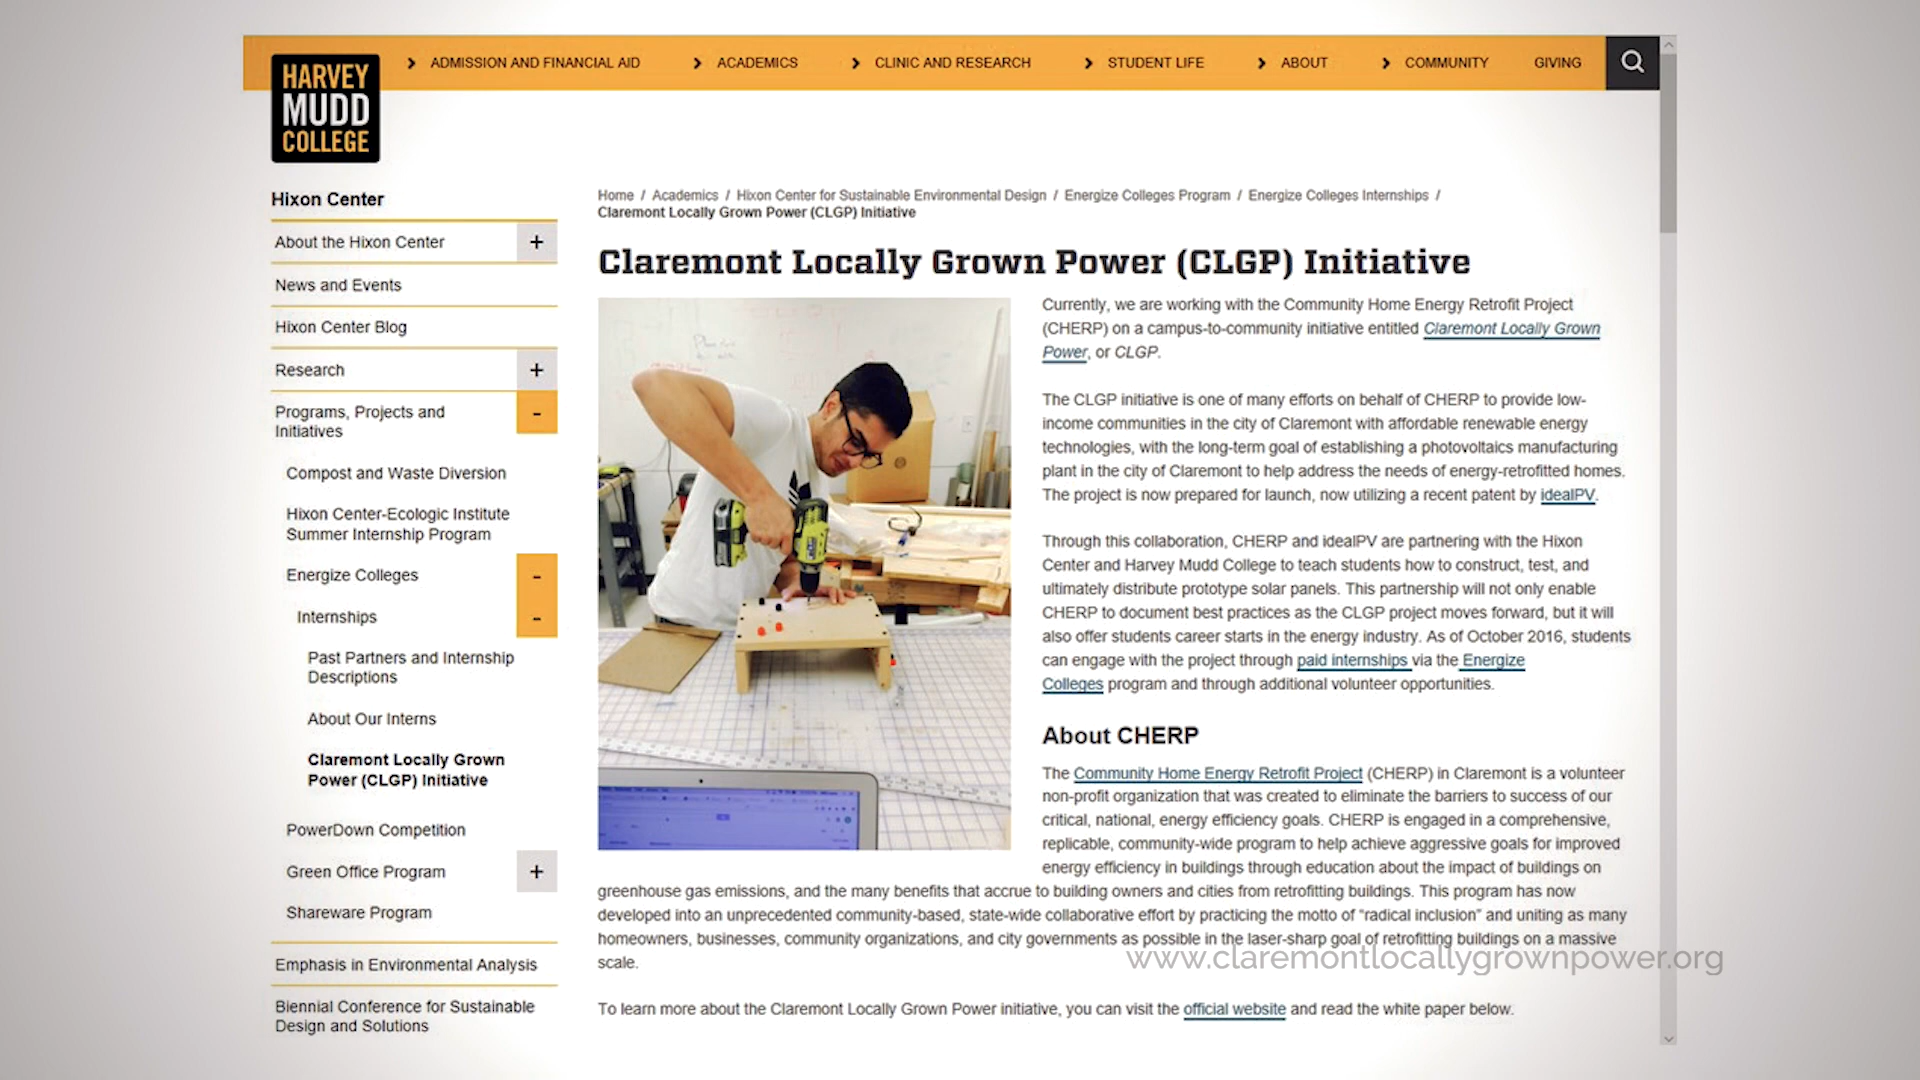 ADMISSION AND FINANCIAL AID
ACADEMICS
CLINIC AND RESEARCH
STUDENT LIFE
ABOUT
COMMUNITY
GIVING
HARVEY
MUDD
COLLEGE
Hixon Center
About the Hixon Center +
News and Events
Hixon Center Blog
Research +
Programs, Projects and
Initiatives -
Compost and Waste Diversion
Hixon Center-Ecologic Institute
Summer Internship Program
Energize Colleges -
Internships -
Past Partners and Internship
Descriptions
About Our Interns
Claremont Locally Grown
Power (CLGP) Initiative
PowerDown Competition
Green Office Program +
Shareware Program
Emphasis in Environmental Analysis
Biennial Conference for Sustainable
Design and Solutions
Home / Academics / Hixon Center for Sustainable Environmental Design / Energize Colleges Program / Energize Colleges Internships /
Claremont Locally Grown Power (CLGP) Initiative
Claremont Locally Grown Power (CLGP) Initiative
Currently, we are working with the Community Home Energy Retrofit Project
(CHERP) on a campus-to-community initiative entitled Claremont Locally Grown
Power, or CLGP.
The CLGP initiative is one of many efforts on behalf of CHERP to provide low-
income communities in the city of Claremont with affordable renewable energy
technologies, with the long-term goal of establishing a photovoltaics manufacturing
plant in the city of Claremont to help address the needs of energy-retrofitted homes.
The project is now prepared for launch, now utilizing a recent patent by idealPV.
Through this collaboration, CHERP and idealPV are partnering with the Hixon
Center and Harvey Mudd College to teach students how to construct, test, and
ultimately distribute prototype solar panels. This partnership will not only enable
CHERP to document best practices as the CLGP project moves forward, but it will
also offer students career starts in the energy industry. As of October 2016, students
can engage with the project through paid internships via the Energize
Colleges program and through additional volunteer opportunities.
About CHERP
The Community Home Energy Retrofit Project (CHERP) in Claremont is a volunteer
non-profit organization that was created to eliminate the barriers to success of our
critical, national, energy efficiency goals. CHERP is engaged in a comprehensive,
replicable, community-wide program to help achieve aggressive goals for improved
energy efficiency in buildings through education about the impact of buildings on
greenhouse gas emissions, and the many benefits that accrue to building owners and cities from retrofitting buildings. This program has now
developed into an unprecedented community-based, state-wide collaborative effort by practicing the motto of “radical inclusion” and uniting as many
homeowners, businesses, community organizations, and city governments as possible in the laser-sharp goal of retrofitting buildings on a massive
scale.
www.claremontlocallygrownpower.org
To learn more about the Claremont Locally Grown Power initiative, you can visit the official website and read the white paper below.